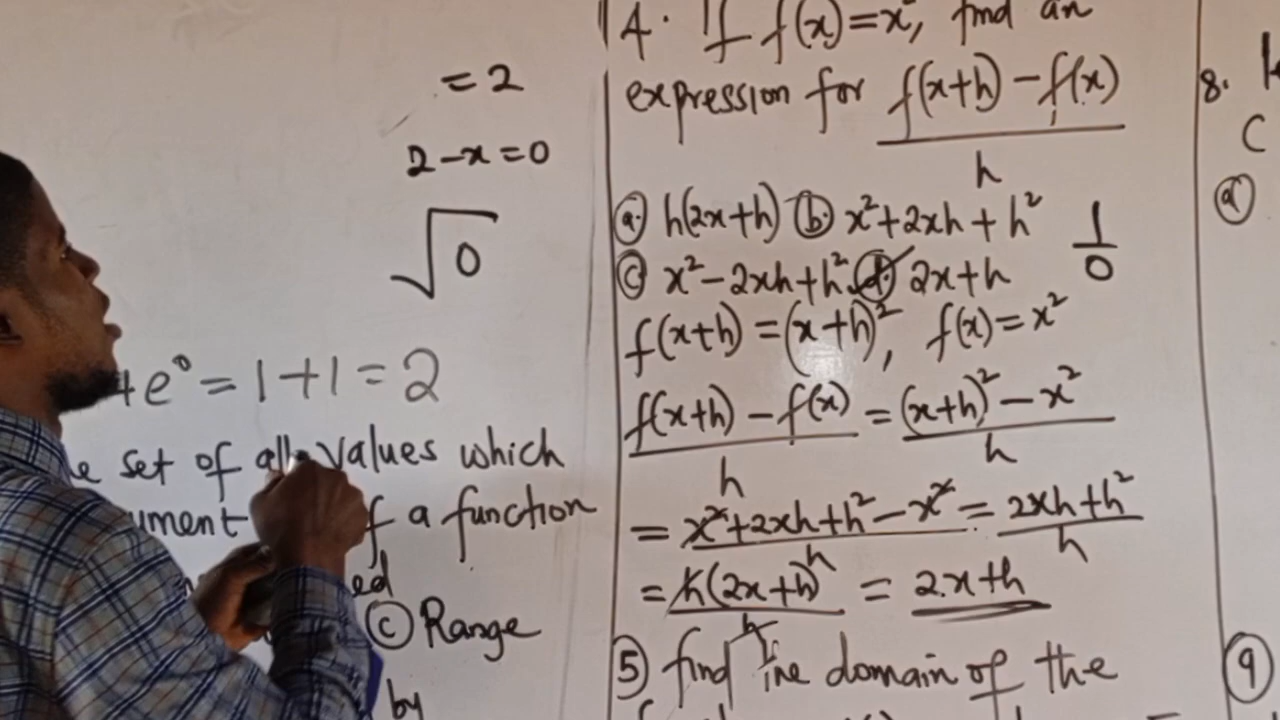 = 2
2 - x = 0
√0
+e⁰ = 1 + 1 = 2
set of all values which
of a function
ed
Ⓒ Range
by
4. If f(x) = x², find an
expression for (f(x+h) - f(x))/h
ⓐ h(2x+h) ⓑ x² + 2xh + h²
ⓒ x² - 2xh + h² ⓓ 2x + h
1/0
f(x+h) = (x+h)², f(x) = x²
(f(x+h) - f(x))/h = ((x+h)² - x²)/h
= (x² + 2xh + h² - x²)/h = (2xh + h²)/h
= h(2x+h)/h = 2x+h
⑤ find the domain of the
8.
C
ⓐ
⑨